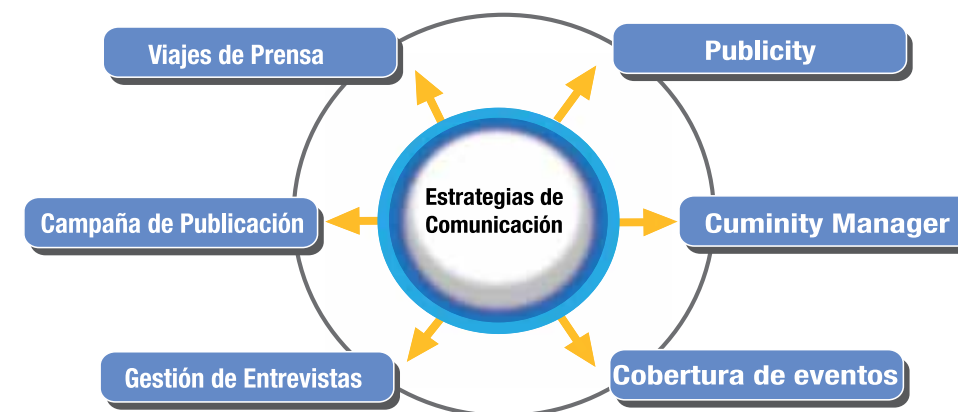 Viajes de Prensa
Publicity
Estrategias de
Comunicación
Campaña de Publicación
Cuminity Manager
Gestión de Entrevistas
Cobertura de eventos